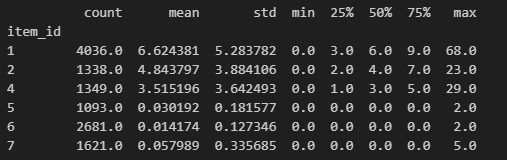 count mean std min 25% 50% 75% max
item_id
1 4036.0 6.624381 5.283782 0.0 3.0 6.0 9.0 68.0
2 1338.0 4.843797 3.884106 0.0 2.0 4.0 7.0 23.0
4 1349.0 3.515196 3.642493 0.0 1.0 3.0 5.0 29.0
5 1093.0 0.030192 0.181577 0.0 0.0 0.0 0.0 2.0
6 2681.0 0.014174 0.127346 0.0 0.0 0.0 0.0 2.0
7 1621.0 0.057989 0.335685 0.0 0.0 0.0 0.0 5.0